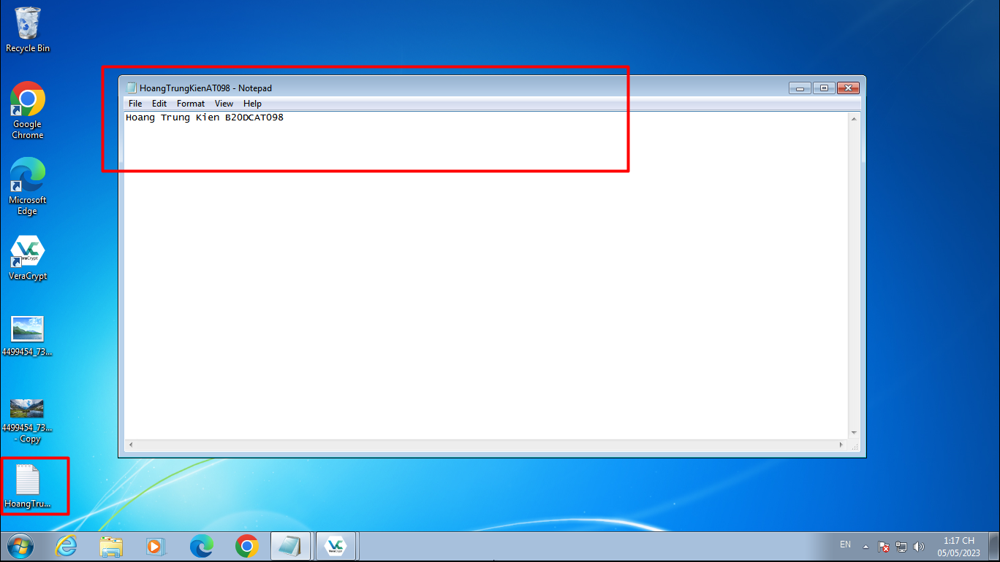 Recycle Bin
Google
Chrome
Microsoft
Edge
VeraCrypt
4499454_73...
4499454_73...
- Copy
HoangTru...
HoangTrungKienAT098 - Notepad
File Edit Format View Help
Hoang Trung Kien B20DCAT098
EN
1:17 CH
05/05/2023